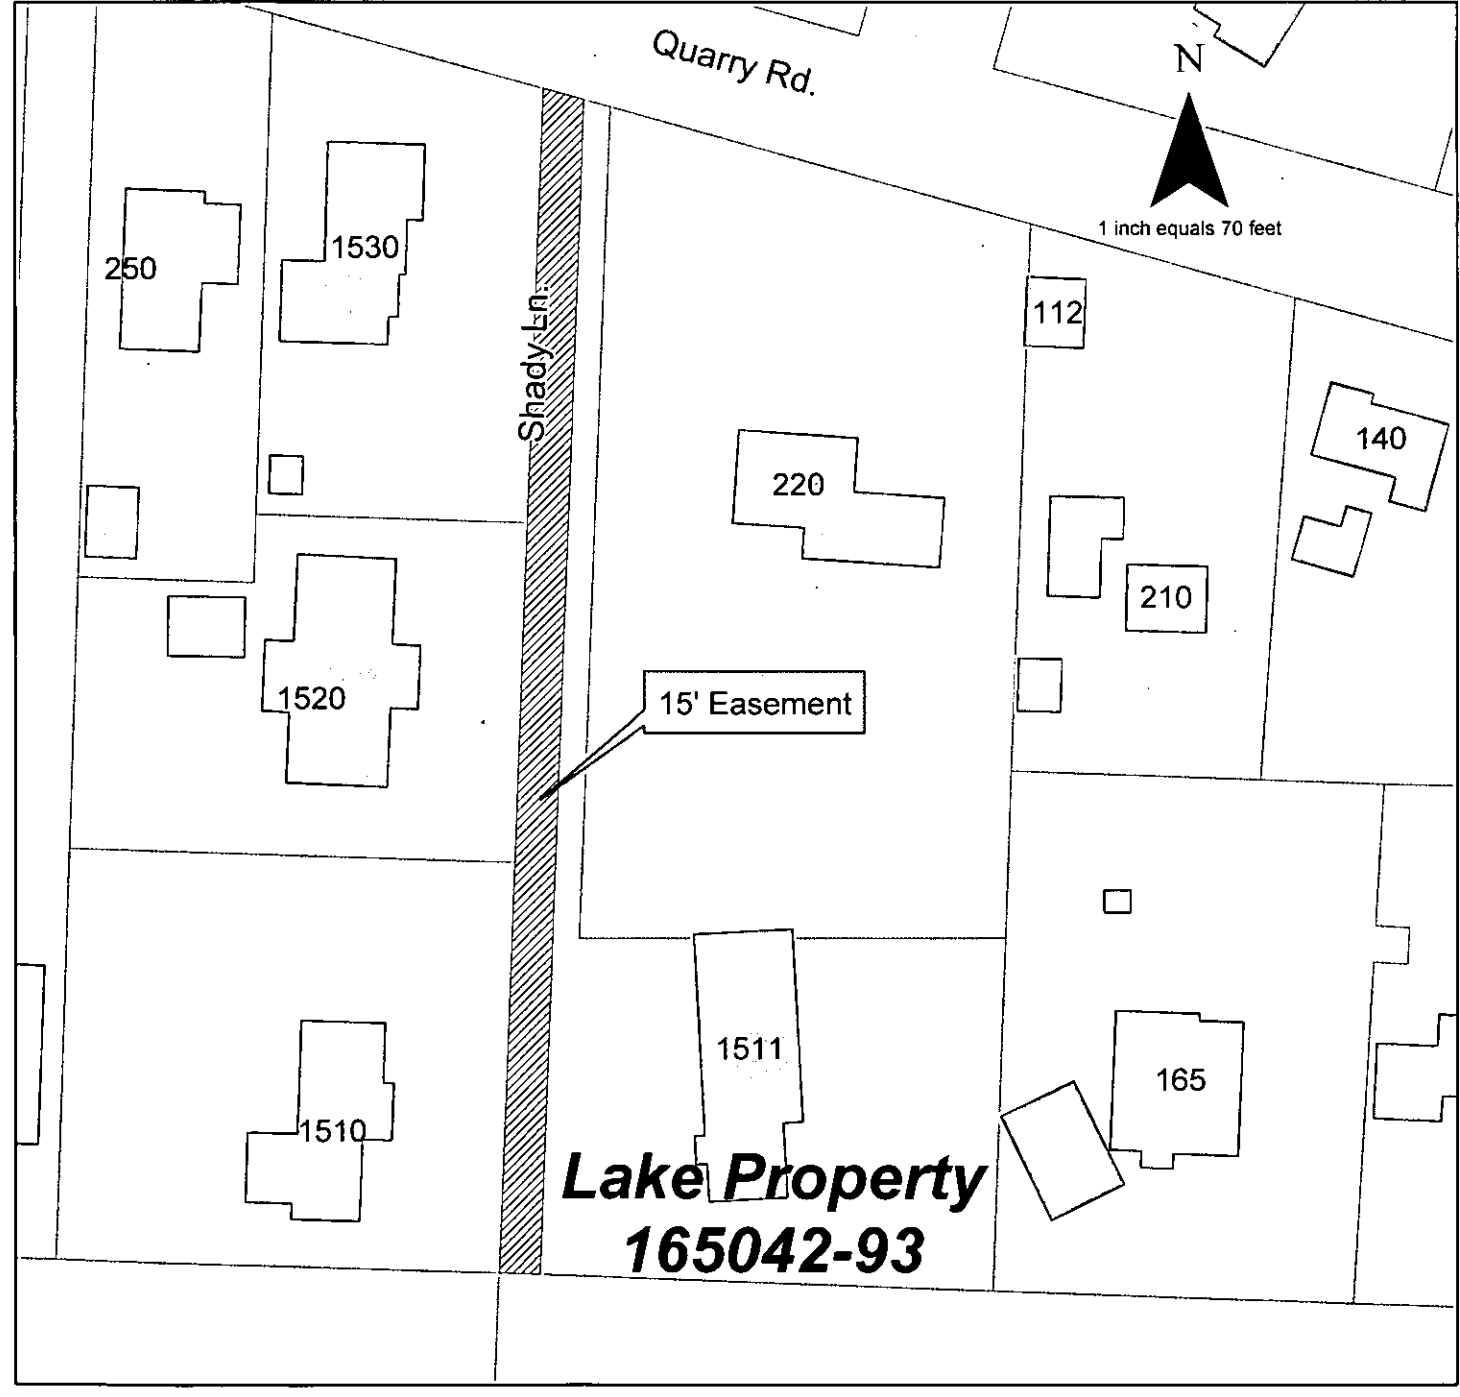 Quarry Rd.
N
1 inch equals 70 feet
250
1530
112
Shady Ln.
140
220
210
1520
15' Easement
1511
165
1510
Lake Property
165042-93